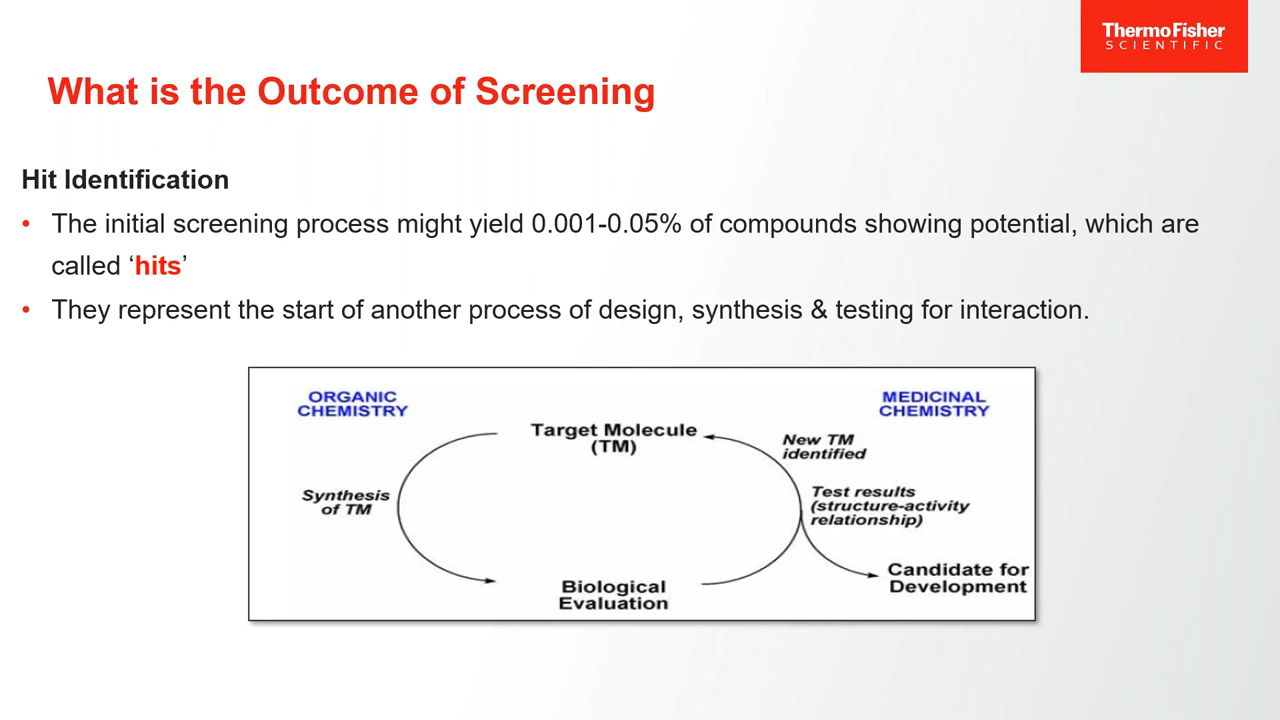 ThermoFisher
SCIENTIFIC
What is the Outcome of Screening
Hit Identification
• The initial screening process might yield 0.001-0.05% of compounds showing potential, which are
called ‘hits’
• They represent the start of another process of design, synthesis & testing for interaction.
ORGANIC
CHEMISTRY
MEDICINAL
CHEMISTRY
Target Molecule
(TM)
New TM
identified
Synthesis
of TM
Test results
(structure-activity
relationship)
Candidate for
Development
Biological
Evaluation